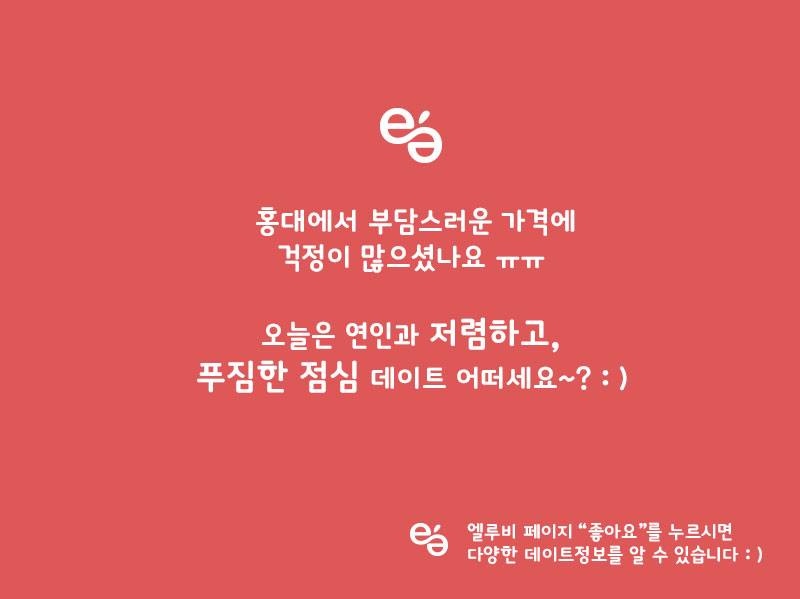 홍대에서 부담스러운 가격에
걱정이 많으셨나요 ㅠㅠ
오늘은 연인과 저렴하고,
푸짐한 점심 데이트 어떠세요~? : )
엘루비 페이지 “좋아요”를 누르시면
다양한 데이트정보를 알 수 있습니다 : )